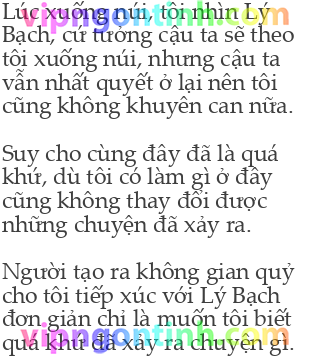 Lúc xuống núi, tôi nhìn Lý
Bạch, cứ tưởng cậu ta sẽ theo
tôi xuống núi, nhưng cậu ta
vẫn nhất quyết ở lại nên tôi
cũng không khuyên can nữa.

Suy cho cùng đây đã là quá
khứ, dù tôi có làm gì ở đây
cũng không thay đổi được
những chuyện đã xảy ra.

Người tạo ra không gian quỷ
cho tôi tiếp xúc với Lý Bạch
đơn giản chỉ là muốn tôi biết
quá khứ đã xảy ra chuyện gì.
vipngontinh.com
vipngontinh.com